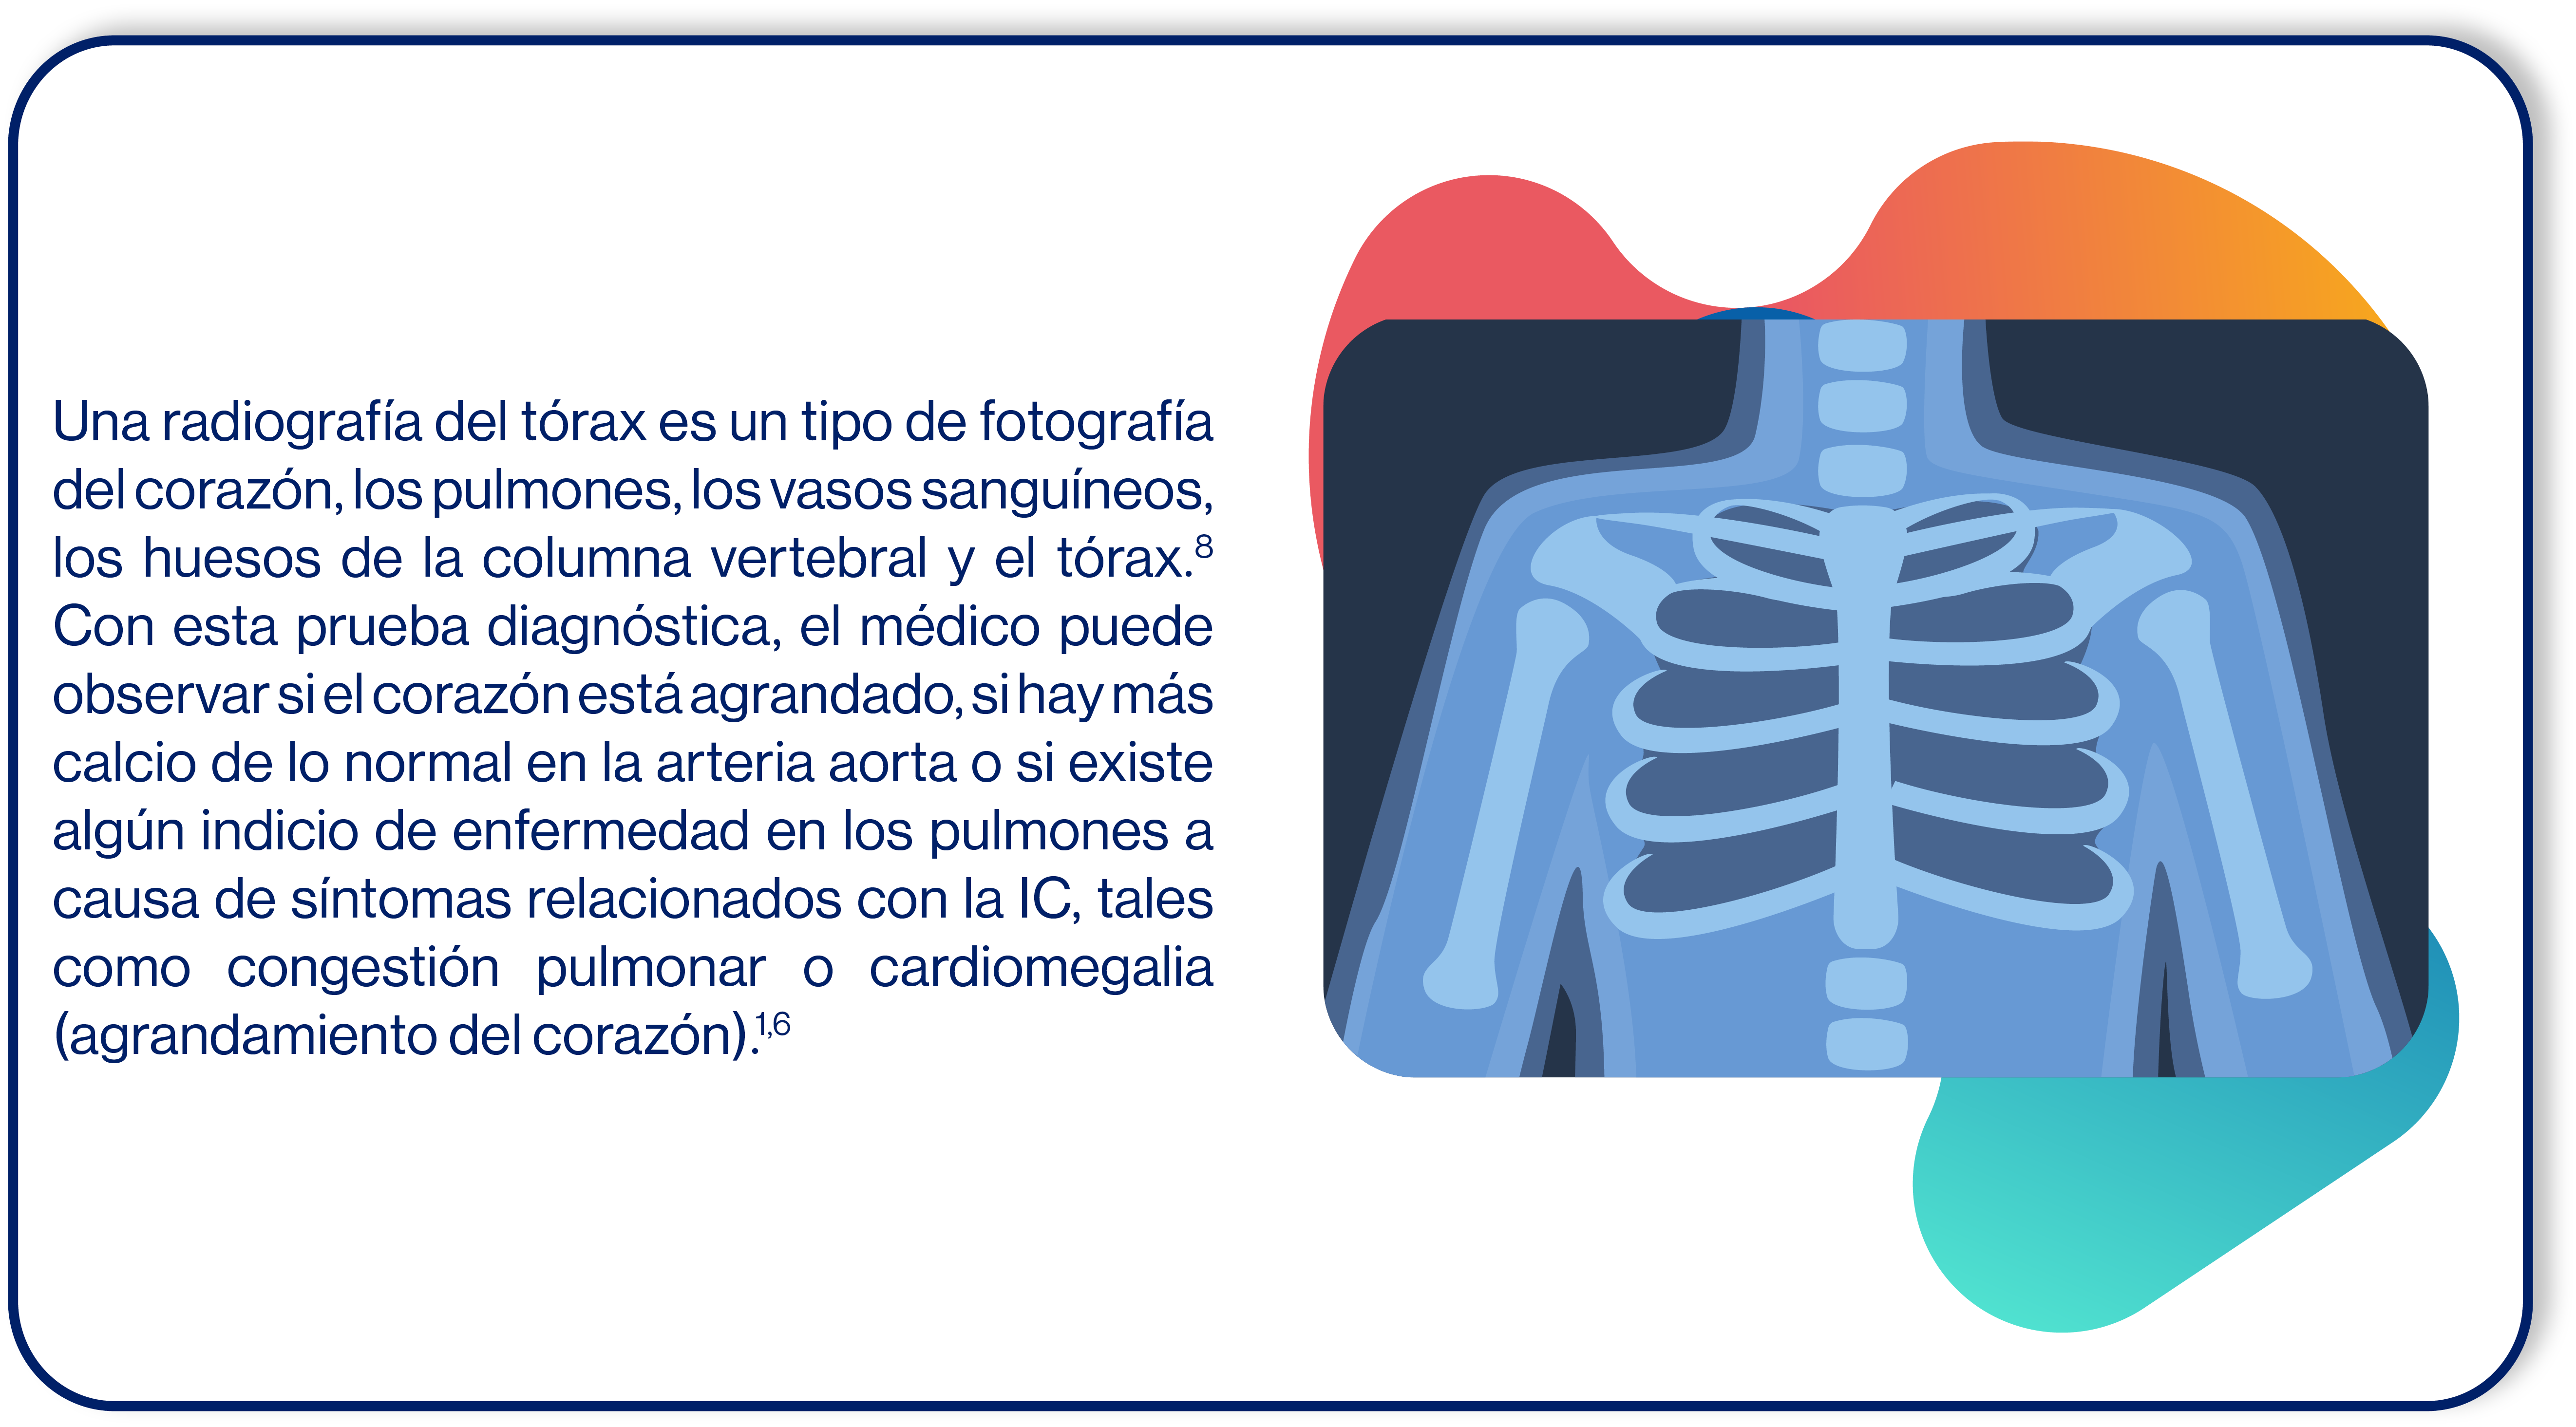 Una radiografía del tórax es un tipo de fotografía
del corazón, los pulmones, los vasos sanguíneos,
los huesos de la columna vertebral y el tórax.⁸
Con esta prueba diagnóstica, el médico puede
observar si el corazón está agrandado, si hay más
calcio de lo normal en la arteria aorta o si existe
algún indicio de enfermedad en los pulmones a
causa de síntomas relacionados con la IC, tales
como congestión pulmonar o cardiomegalia
(agrandamiento del corazón).¹,⁶